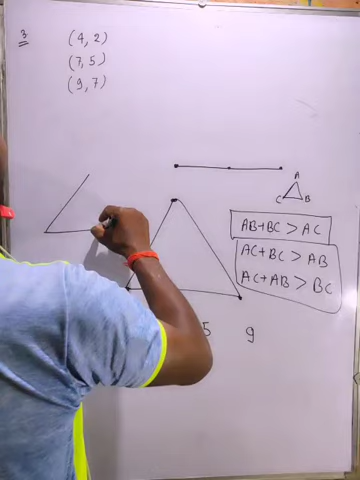 3
(4, 2)
(7, 5)
(9, 7)
A
C B
AB+BC > AC
AC+BC > AB
AC+AB > BC
5 9